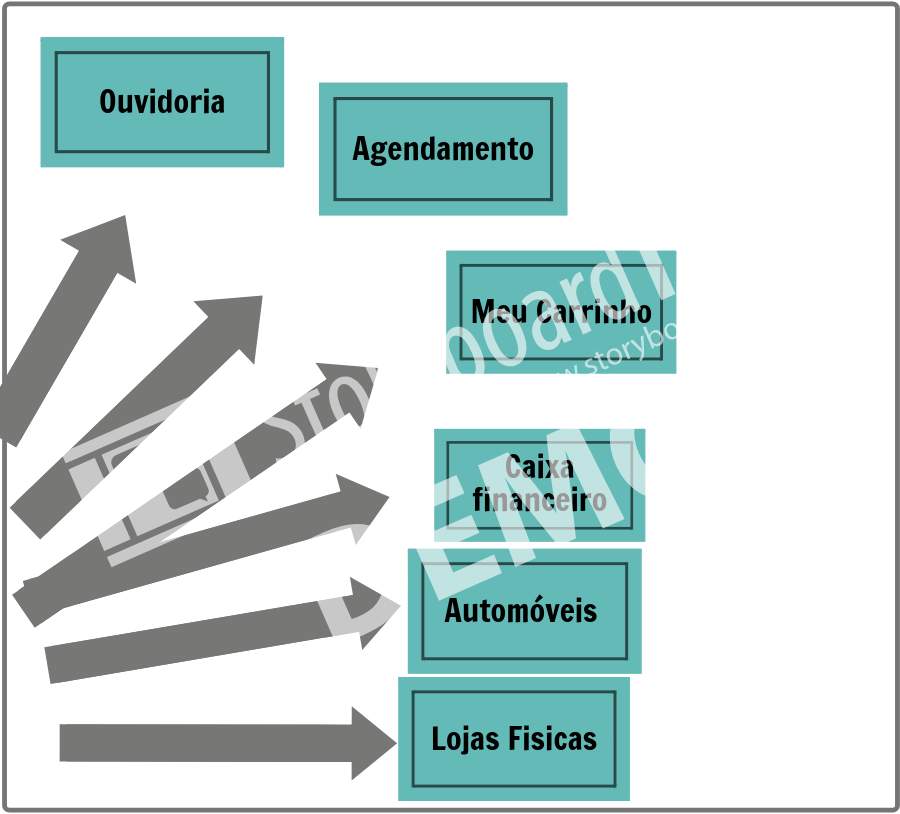 Ouvidoria
Agendamento
Meu Carrinho
Caixa
financeiro
Automóveis
Lojas Fisicas